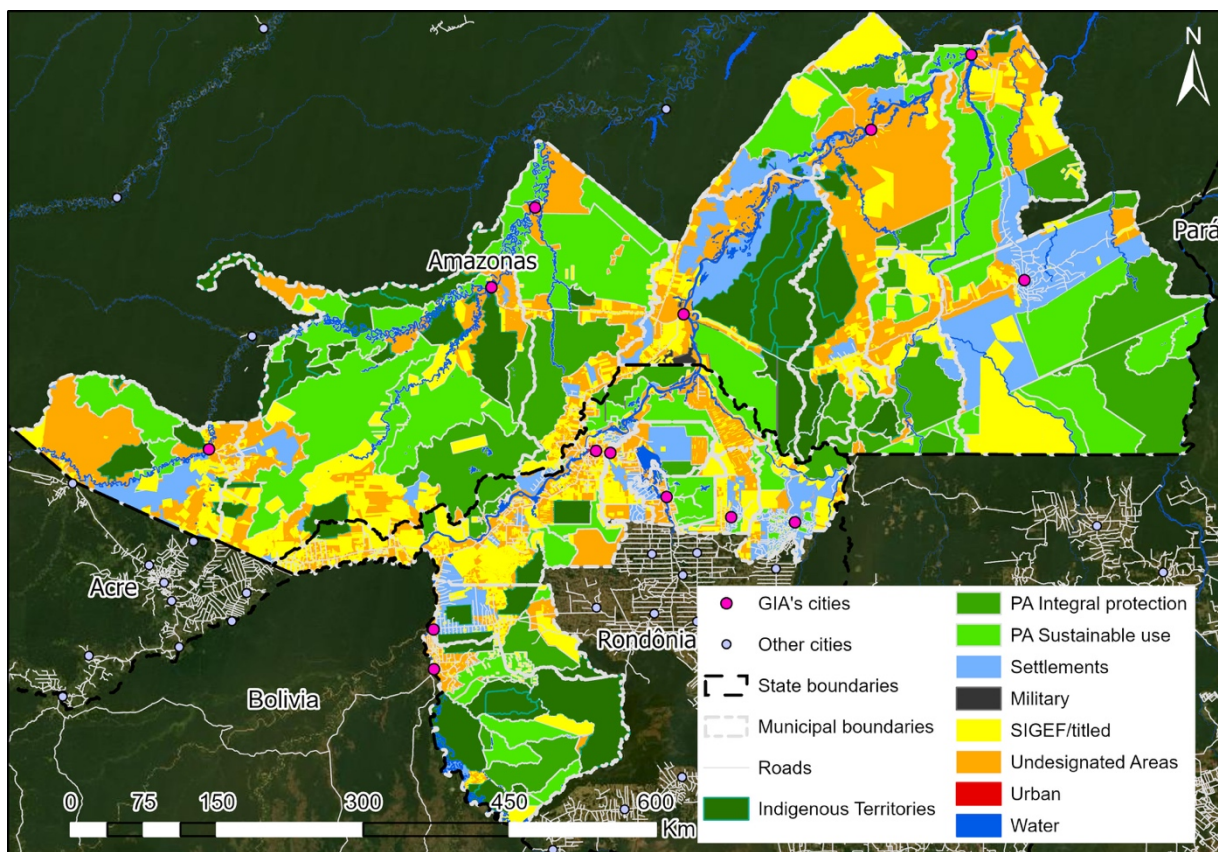 N
Pará
Amazonas
Acre
Rondônia
Bolivia
0 75 150 300 450 600
Km
GIA's cities
Other cities
State boundaries
Municipal boundaries
Roads
Indigenous Territories
PA Integral protection
PA Sustainable use
Settlements
Military
SIGEF/titled
Undesignated Areas
Urban
Water